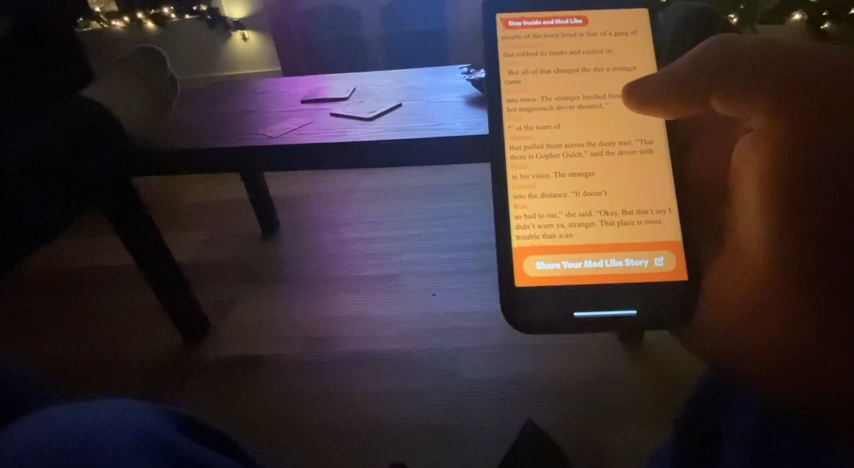 Stay Inside and Mad Libs
people of the town lived in fear of a gang of
that robbed its banks and rustled its
But all of that changed the day a stranger
came
into town. The stranger lurched
her stagecoach driver shouted, "
!" at the team of
that pulled them across the dusty trail. "That
there is Gopher Gulch," said the driver with
in his voice. The stranger
into the distance. "It doesn't
so bad to me," she said. "Okay. But don't say I
didn't warn ya, stranger. That place is more
trouble than a/an
Share Your Mad Libs Story